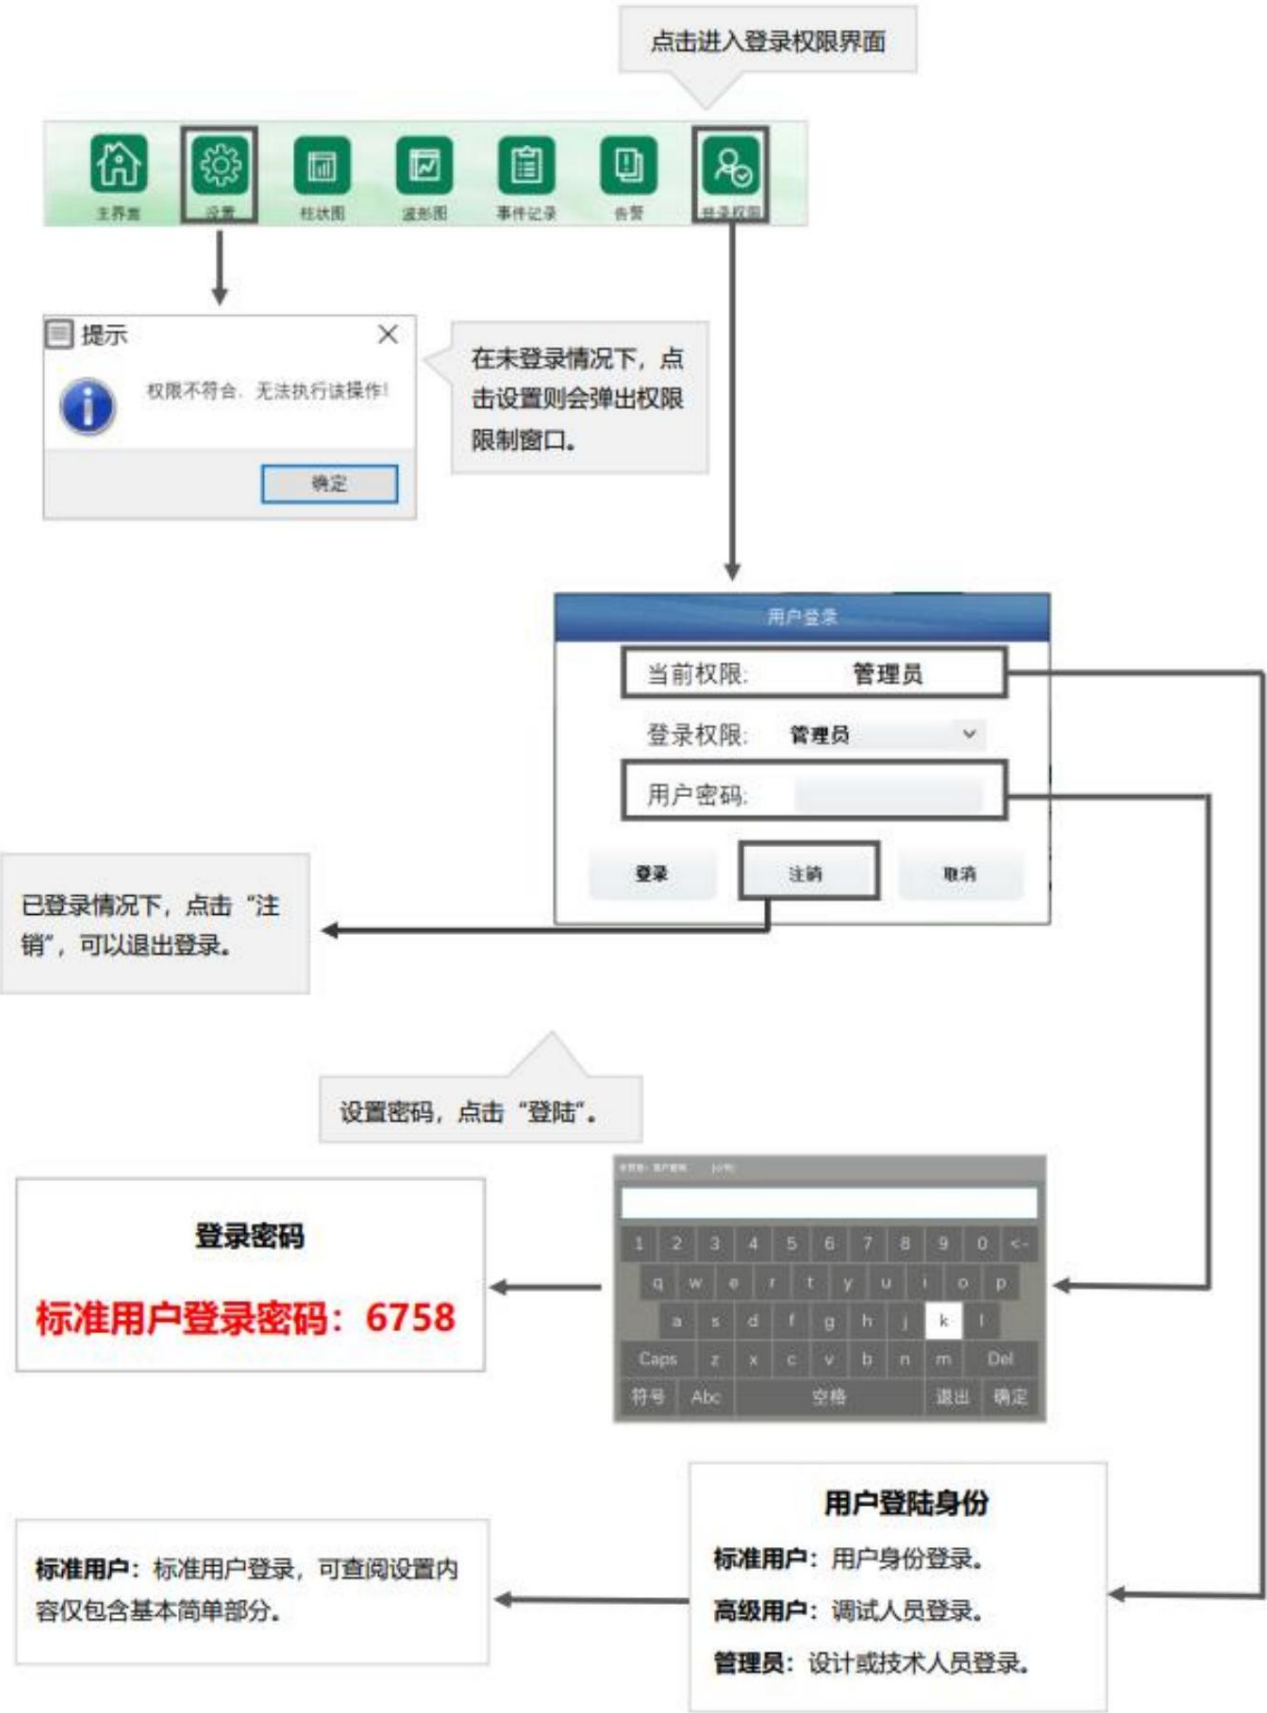 点击进入登录权限界面
主界面
设置
柱状图
波形图
事件记录
告警
登录权限
提示
权限不符合，无法执行该操作!
确定
在未登录情况下，点
击设置则会弹出权限
限制窗口。
用户登录
当前权限: 管理员
登录权限: 管理员
用户密码:
登录 注销 取消
已登录情况下，点击“注
销”，可以退出登录。
设置密码，点击“登陆”。
登录密码
标准用户登录密码：6758
1 2 3 4 5 6 7 8 9 0 <-
q w e r t y u i o p
a s d f g h j k l
Caps z x c v b n m Del
符号 Abc 空格 退出 确定
用户登陆身份
标准用户：用户身份登录。
高级用户：调试人员登录。
管理员：设计或技术人员登录。
标准用户：标准用户登录，可查阅设置内
容仅包含基本简单部分。